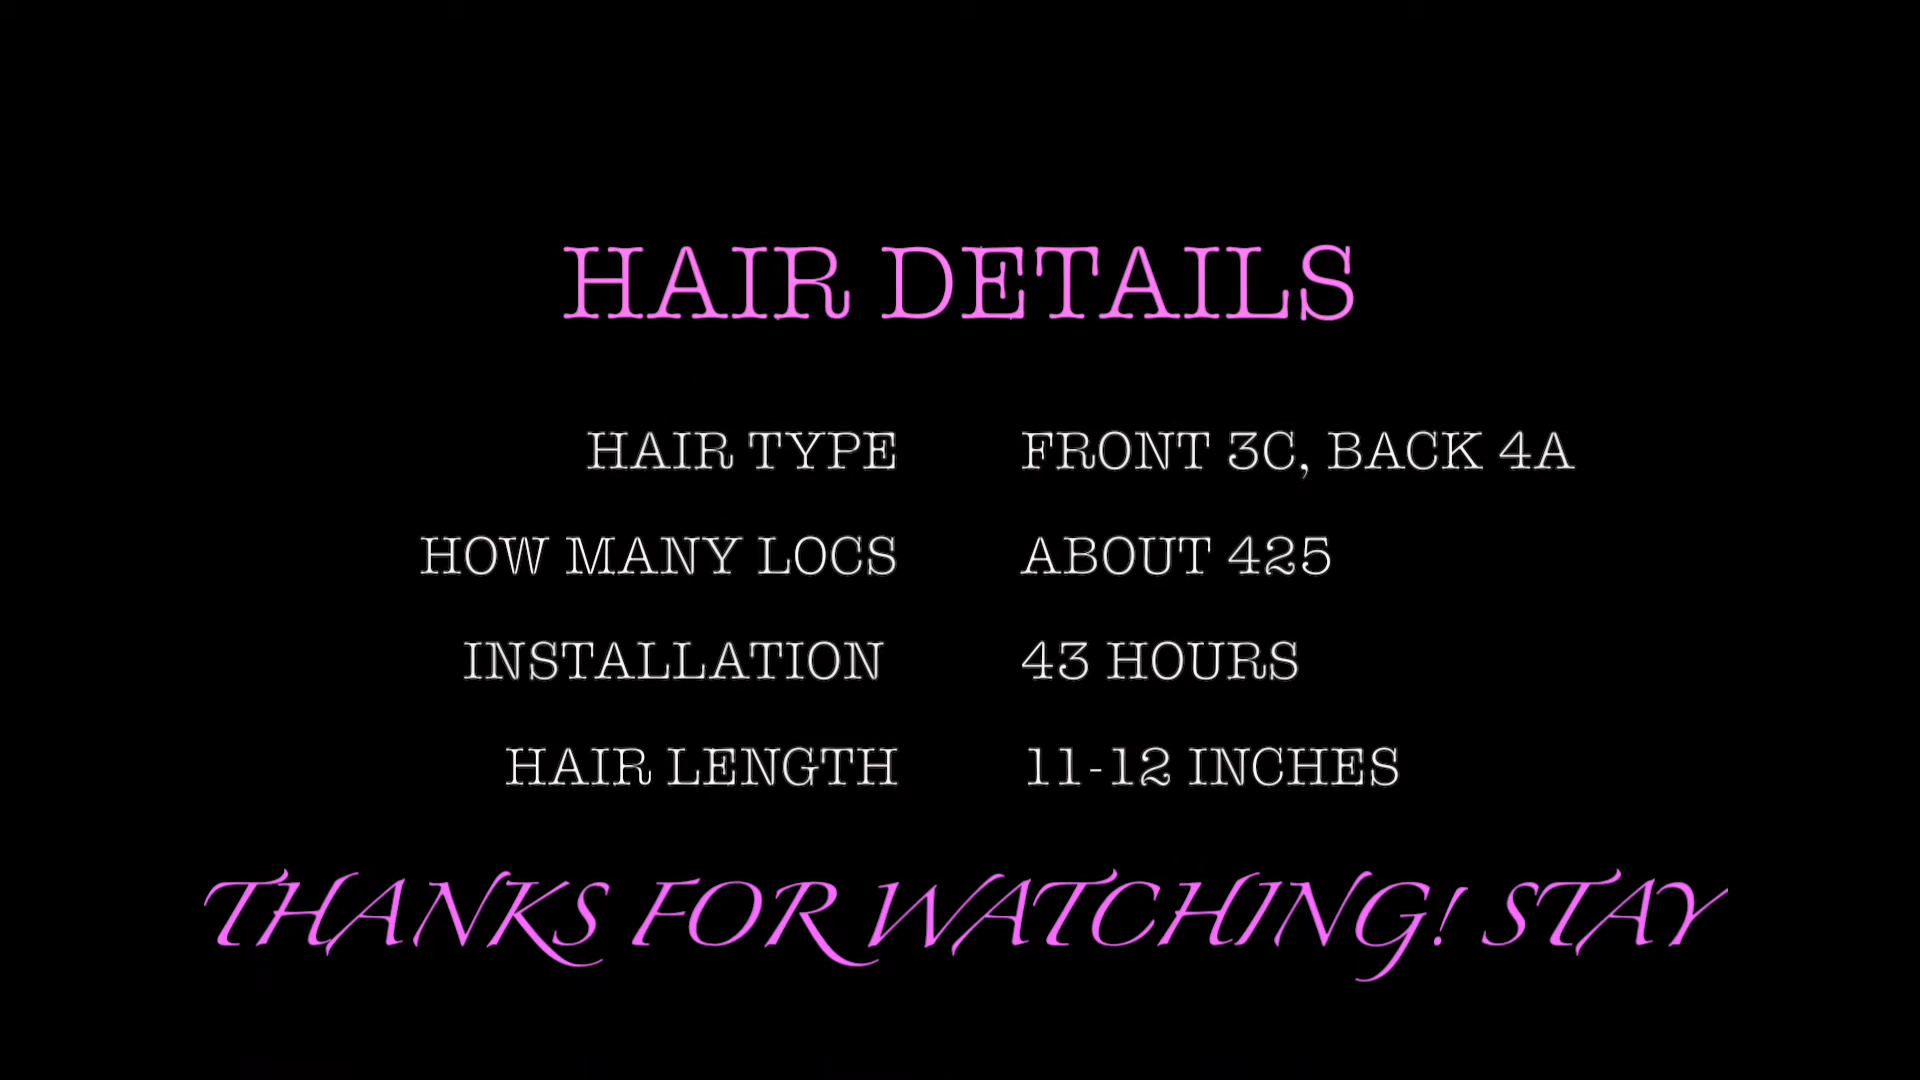 HAIR DETAILS
HAIR TYPE FRONT 3C, BACK 4A
HOW MANY LOCS ABOUT 425
INSTALLATION 43 HOURS
HAIR LENGTH 11-12 INCHES
THANKS FOR WATCHING! STAY